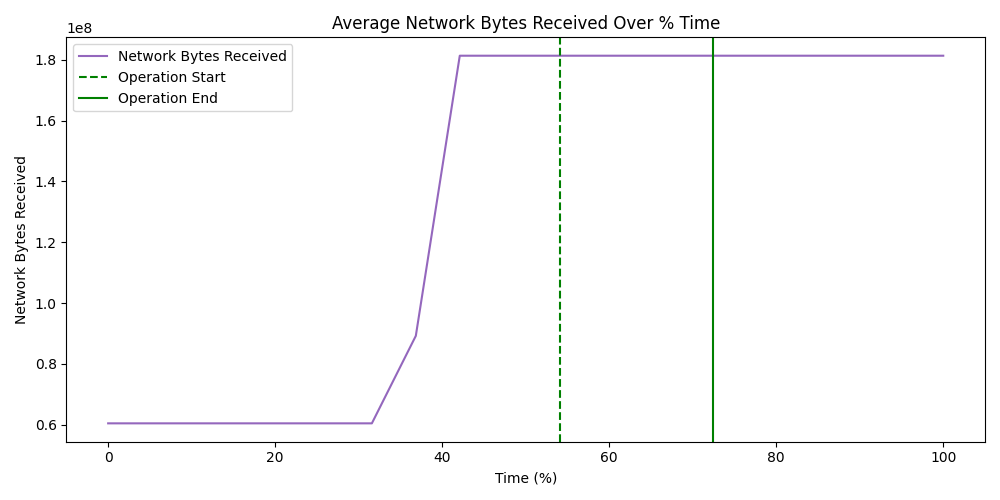 Average Network Bytes Received Over % Time
1e8
Network Bytes Received
Operation Start
Operation End
Network Bytes Received
1.8
1.6
1.4
1.2
1.0
0.8
0.6
0 20 40 60 80 100
Time (%)